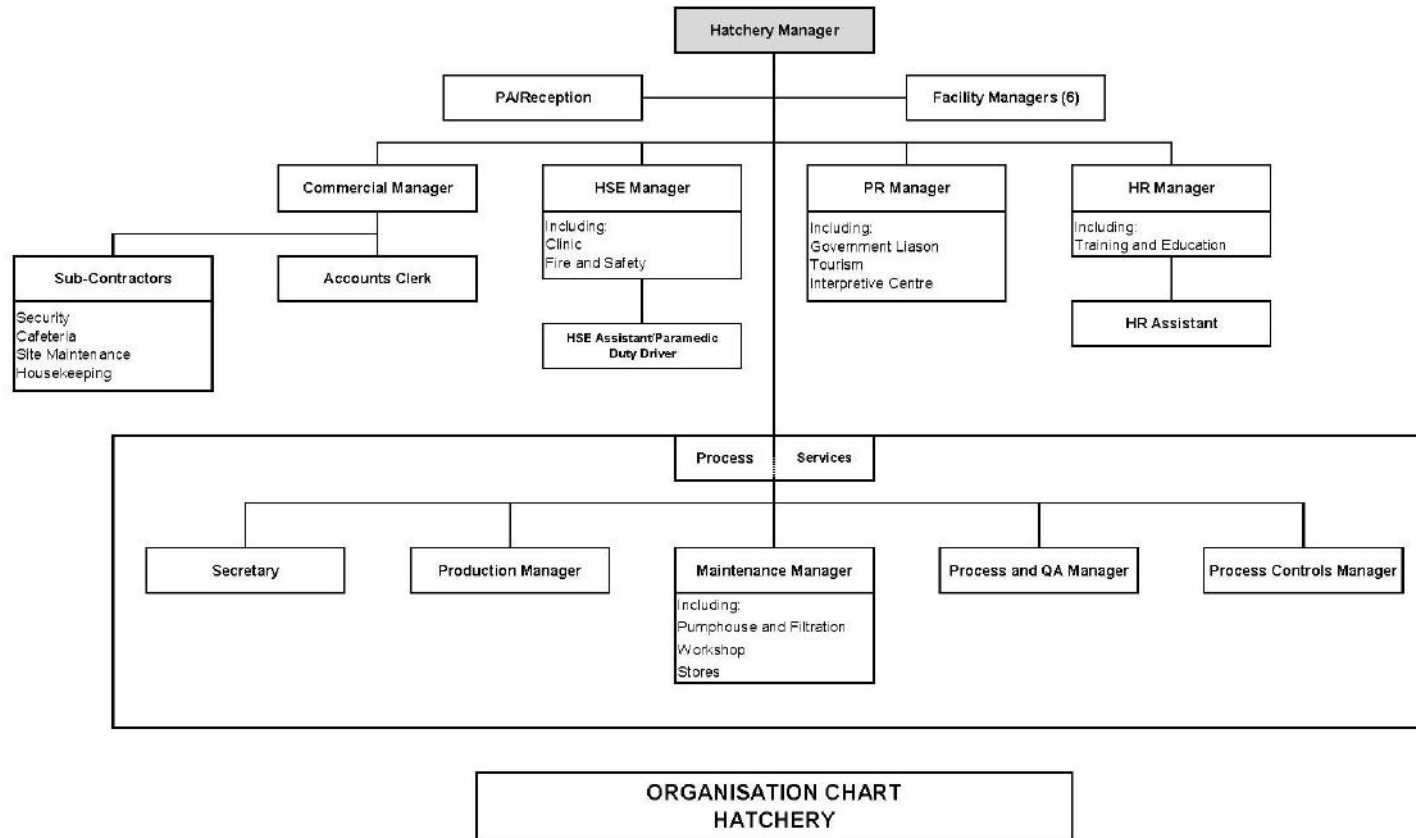 Hatchery Manager
PA/Reception
Facility Managers (6)
Commercial Manager
HSE Manager
Including:
Clinic
Fire and Safety
PR Manager
Including:
Government Liason
Tourism
Interpretive Centre
HR Manager
Including:
Training and Education
Sub-Contractors
Security
Cafeteria
Site Maintenance
Housekeeping
Accounts Clerk
HSE Assistant/Paramedic
Duty Driver
HR Assistant
Process
Services
Secretary
Production Manager
Maintenance Manager
Including:
Pumphouse and Filtration
Workshop
Stores
Process and QA Manager
Process Controls Manager
ORGANISATION CHART
HATCHERY